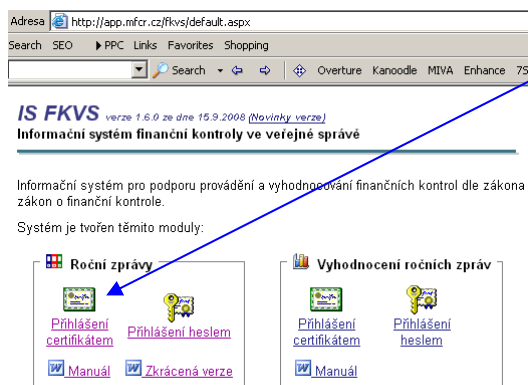 Adresa http://app.mfcr.cz/fkvs/default.aspx
Search SEO PPC Links Favorites Shopping
Search Overture Kanoodle MIVA Enhance
IS FKVS verze 1.6.0 ze dne 15.9.2008 (Novinky verze)
Informační systém finanční kontroly ve veřejné správě
Informační systém pro podporu provádění a vyhodnocování finančních kontrol dle zákona
zákon o finanční kontrole.
Systém je tvořen těmito moduly:
Roční zprávy
Přihlášení certifikátem
Přihlášení heslem
Manuál
Zkrácená verze
Vyhodnocení ročních zpráv
Přihlášení certifikátem
Přihlášení heslem
Manuál